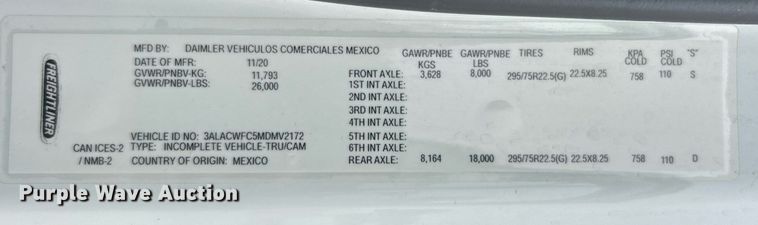 FREIGHTLINER
MFD BY: DAIMLER VEHICULOS COMERCIALES MEXICO
DATE OF MFR: 11/20
GVWR/PNBV-KG: 11,793
GVWR/PNBV-LBS: 26,000
VEHICLE ID NO: 3ALACWFC5MDMV2172
CAN ICES-2 TYPE: INCOMPLETE VEHICLE-TRU/CAM
/ NMB-2 COUNTRY OF ORIGIN: MEXICO
GAWR/PNBE GAWR/PNBE TIRES RIMS KPA PSI "S"
KGS LBS COLD COLD
FRONT AXLE: 3,628 8,000 295/75R22.5(G) 22.5X8.25 758 110 S
1ST INT AXLE:
2ND INT AXLE:
3RD INT AXLE:
4TH INT AXLE:
5TH INT AXLE:
6TH INT AXLE:
REAR AXLE: 8,164 18,000 295/75R22.5(G) 22.5X8.25 758 110 D
Purple Wave Auction